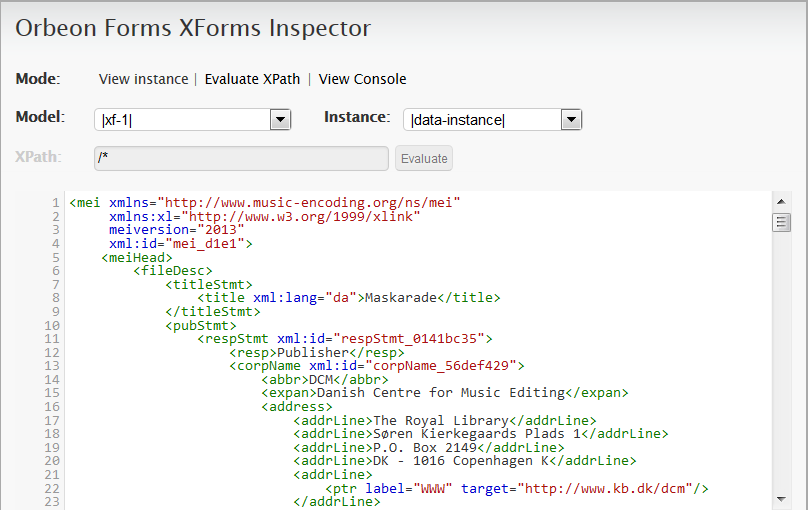 Orbeon Forms XForms Inspector
Mode: View instance | Evaluate XPath | View Console
Model: |xf-1| Instance: |data-instance|
XPath: /* Evaluate
1 <mei xmlns="http://www.music-encoding.org/ns/mei"
2 xmlns:xl="http://www.w3.org/1999/xlink"
3 meiversion="2013"
4 xml:id="mei_d1e1">
5 <meiHead>
6 <fileDesc>
7 <titleStmt>
8 <title xml:lang="da">Maskarade</title>
9 </titleStmt>
10 <pubStmt>
11 <respStmt xml:id="respStmt_0141bc35">
12 <resp>Publisher</resp>
13 <corpName xml:id="corpName_56def429">
14 <abbr>DCM</abbr>
15 <expan>Danish Centre for Music Editing</expan>
16 <address>
17 <addrLine>The Royal Library</addrLine>
18 <addrLine>Søren Kierkegaards Plads 1</addrLine>
19 <addrLine>P.O. Box 2149</addrLine>
20 <addrLine>DK - 1016 Copenhagen K</addrLine>
21 <addrLine>
22 <ptr label="WWW" target="http://www.kb.dk/dcm"/>
23 </addrLine>